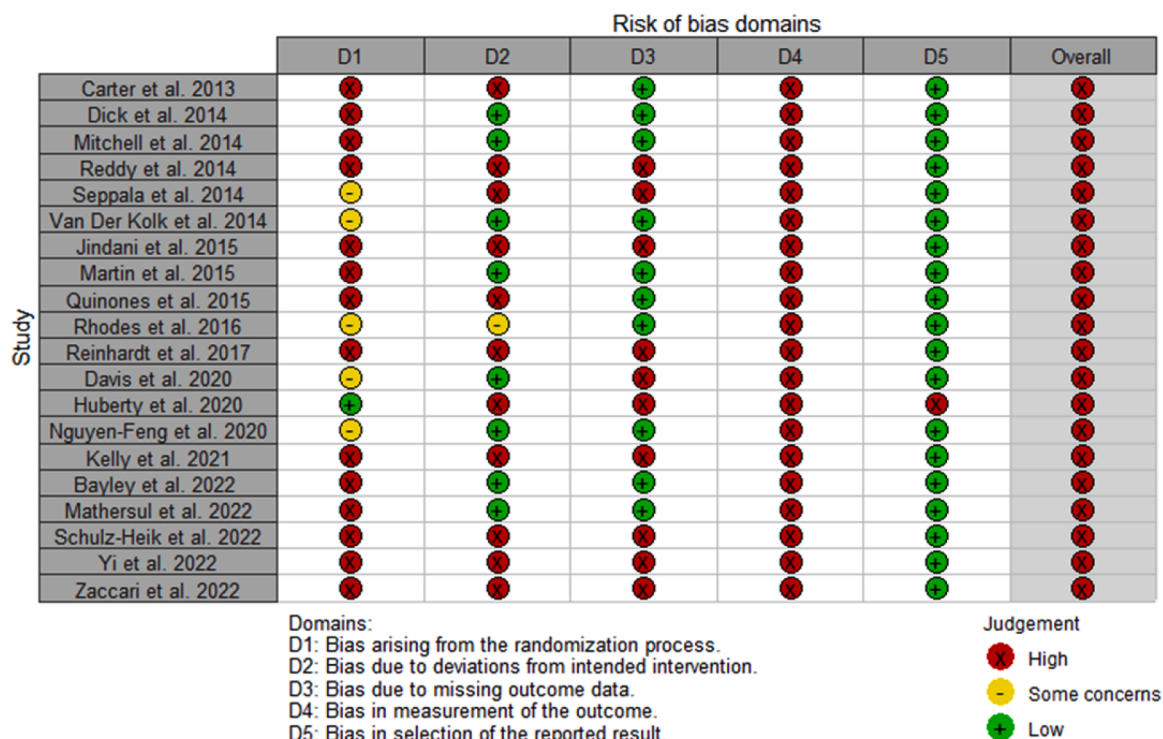 Risk of bias domains
D1 D2 D3 D4 D5 Overall
Study
Carter et al. 2013 X X + X + X
Dick et al. 2014 X + + X + X
Mitchell et al. 2014 X + + X + X
Reddy et al. 2014 X X X X + X
Seppala et al. 2014 - X X X + X
Van Der Kolk et al. 2014 - + + X + X
Jindani et al. 2015 X X X X + X
Martin et al. 2015 X + + X + X
Quinones et al. 2015 X X + X + X
Rhodes et al. 2016 - - + X + X
Reinhardt et al. 2017 X X X X + X
Davis et al. 2020 - + X X + X
Huberty et al. 2020 + X X X X X
Nguyen-Feng et al. 2020 - + + X + X
Kelly et al. 2021 X X X X + X
Bayley et al. 2022 X + + X + X
Mathersul et al. 2022 X + + X + X
Schulz-Heik et al. 2022 X X X X + X
Yi et al. 2022 X X X X + X
Zaccari et al. 2022 X X X X + X
Domains:
D1: Bias arising from the randomization process.
D2: Bias due to deviations from intended intervention.
D3: Bias due to missing outcome data.
D4: Bias in measurement of the outcome.
D5: Bias in selection of the reported result
Judgement
X High
- Some concerns
+ Low